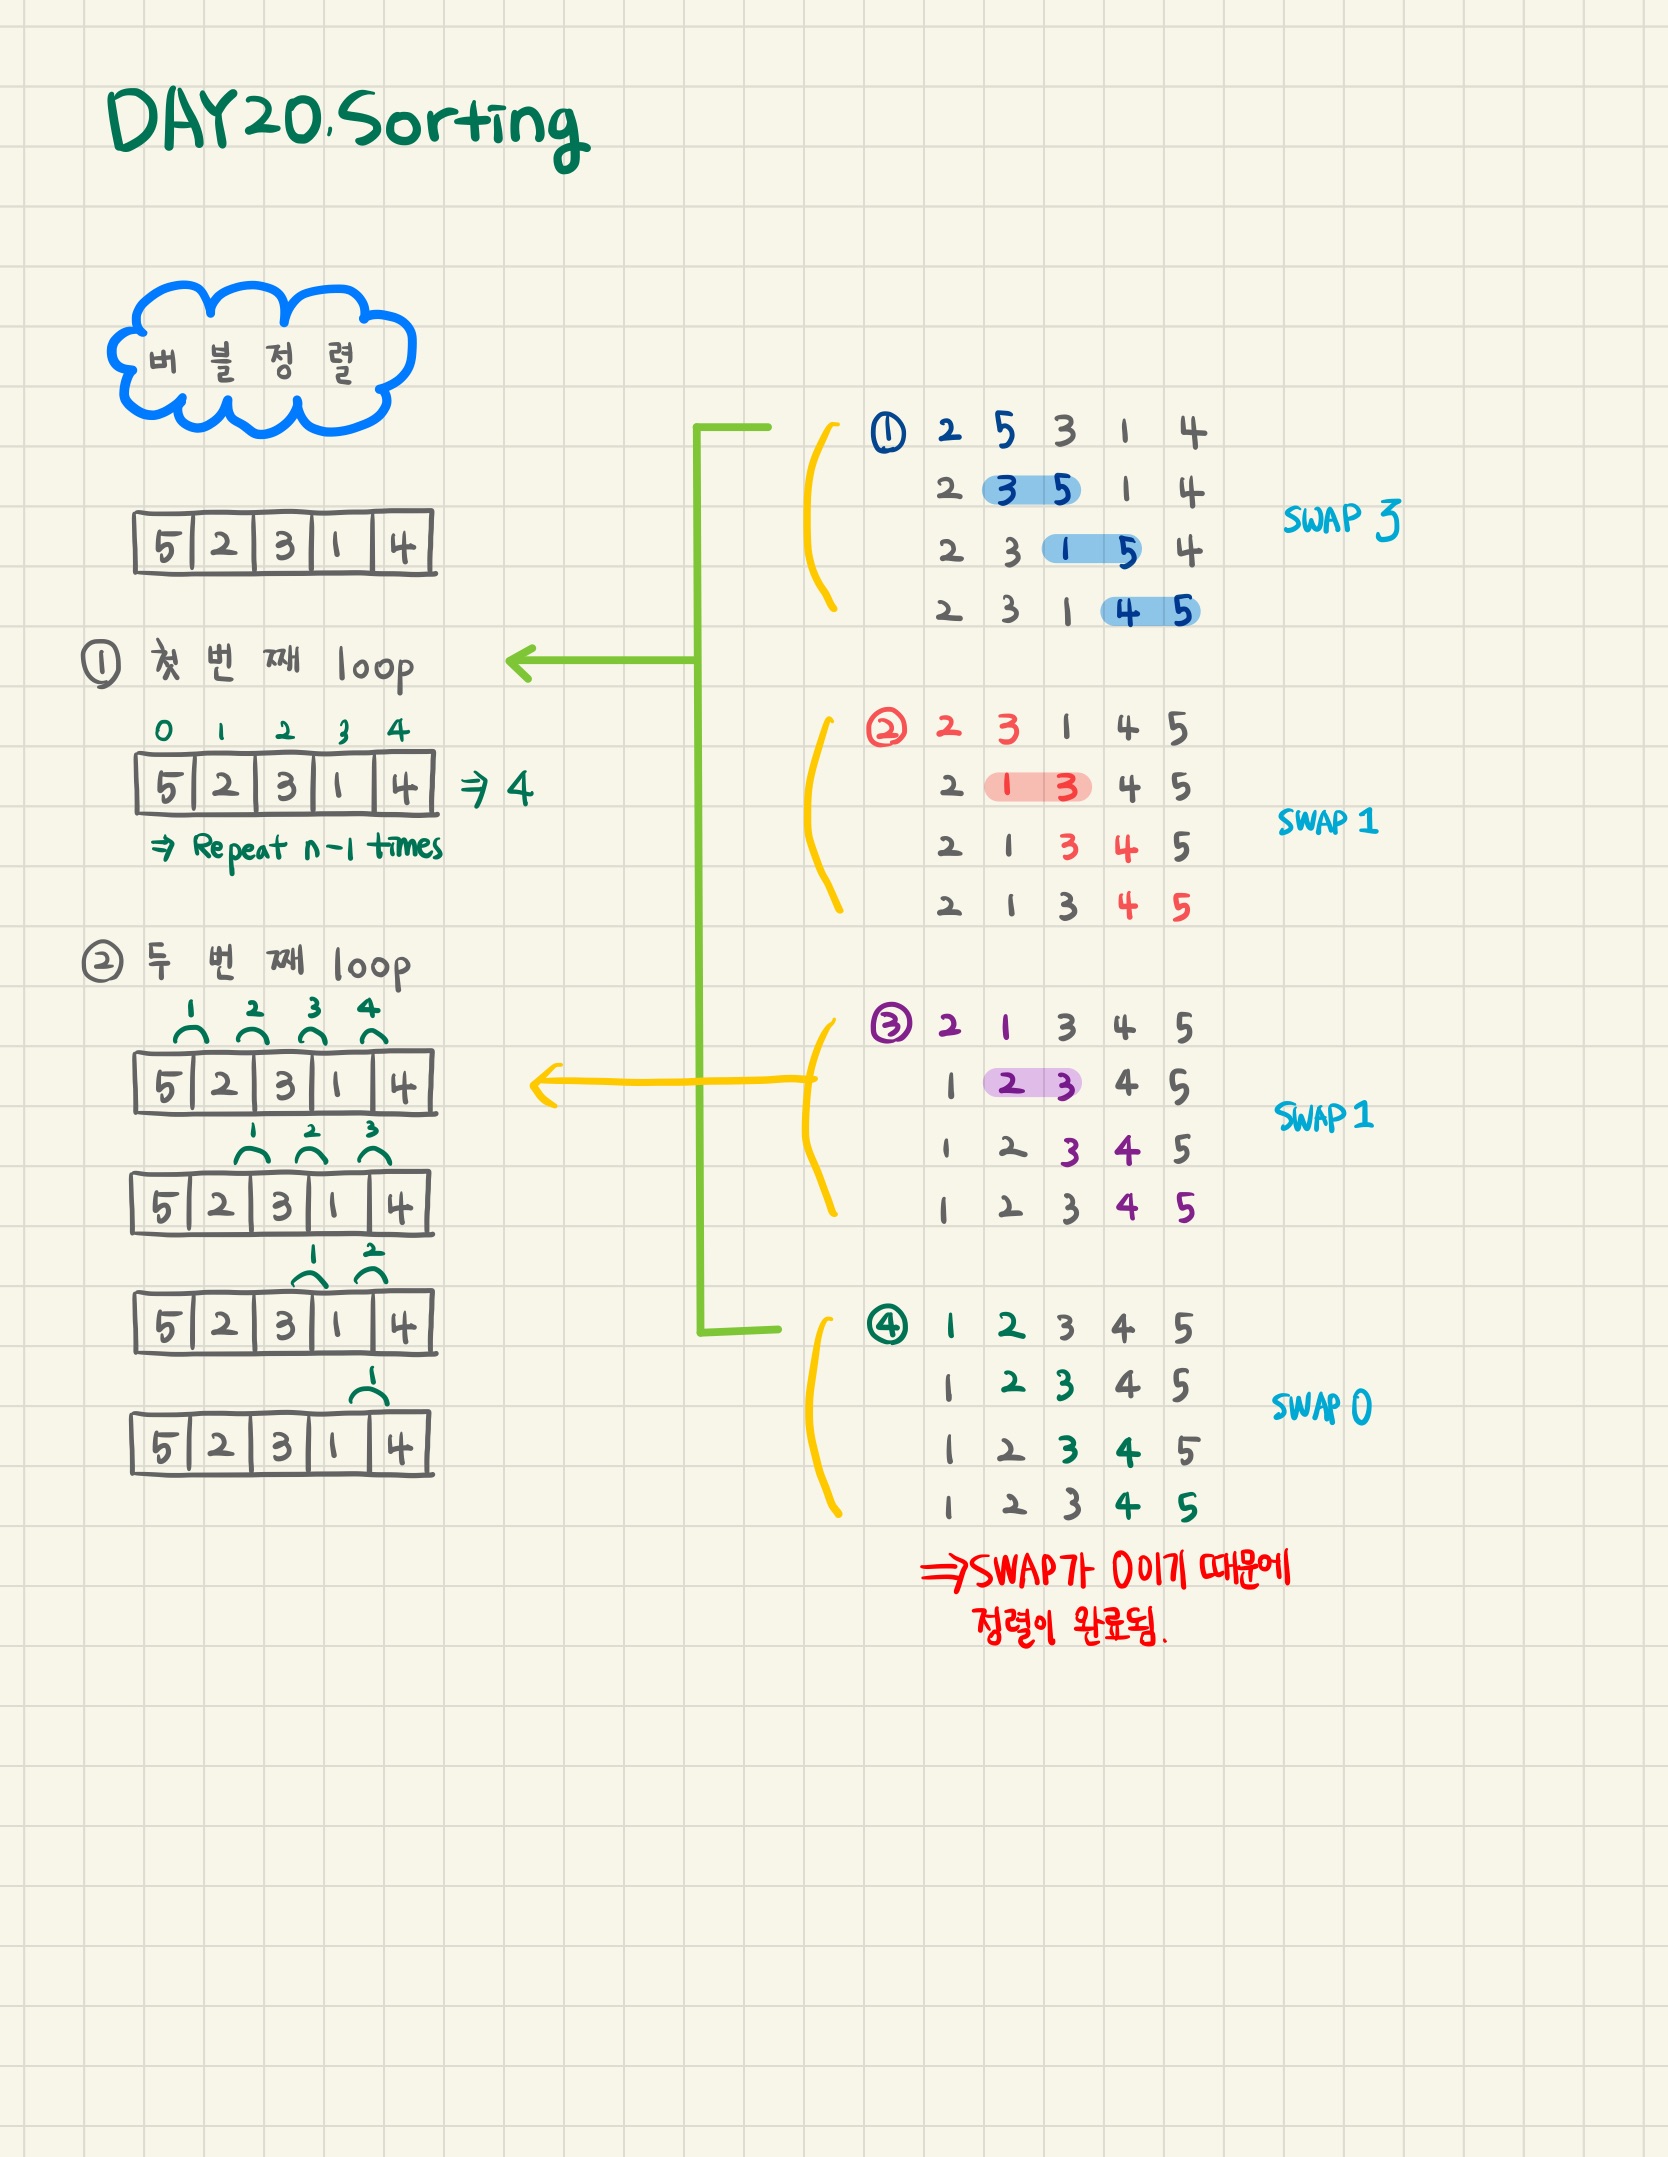 DAY20. Sorting
버블정렬
5 2 3 1 4
① 첫 번 째 loop
0 1 2 3 4
5 2 3 1 4 ⇒ 4
⇒ Repeat n-1 times
② 두 번 째 loop
1 2 3 4
5 2 3 1 4
1 2 3
5 2 3 1 4
1 2
5 2 3 1 4
1
5 2 3 1 4
① 2 5 3 1 4
2 3 5 1 4
2 3 1 5 4
2 3 1 4 5
SWAP 3
② 2 3 1 4 5
2 1 3 4 5
2 1 3 4 5
2 1 3 4 5
SWAP 1
③ 2 1 3 4 5
1 2 3 4 5
1 2 3 4 5
1 2 3 4 5
SWAP 1
④ 1 2 3 4 5
1 2 3 4 5
1 2 3 4 5
1 2 3 4 5
SWAP 0
⇒ SWAP가 0이기 때문에
정렬이 완료됨.